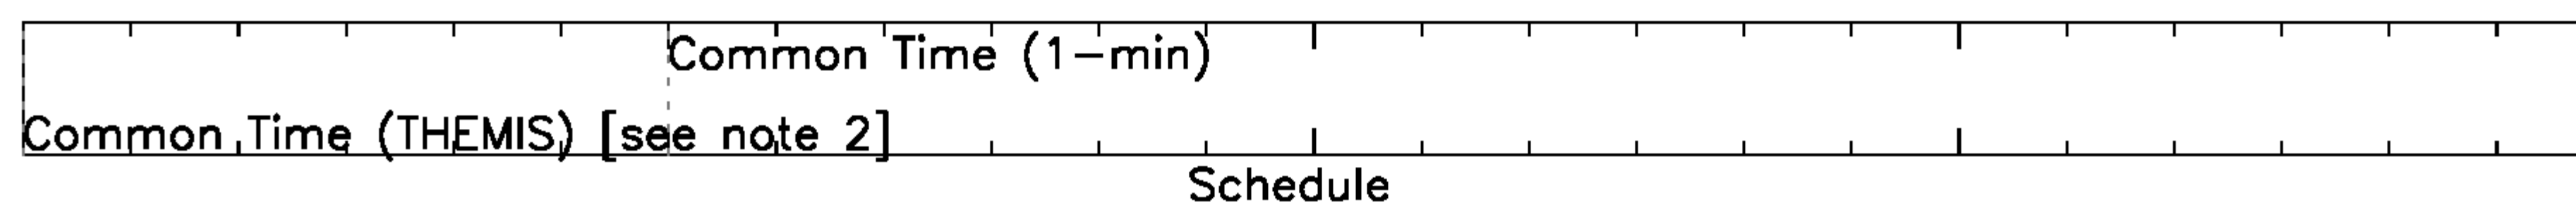 Common Time (1-min)
Common Time (THEMIS) [see note 2]
Schedule